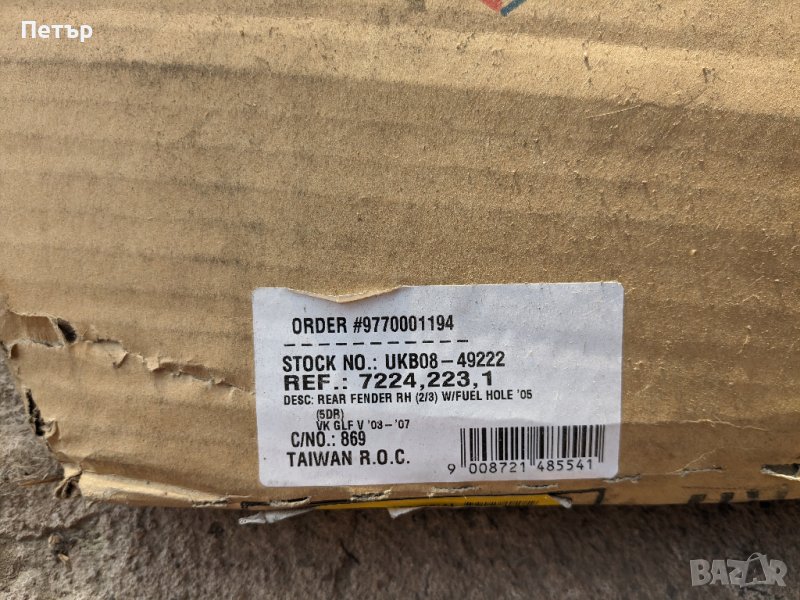 Петър
ORDER #9770001194
STOCK NO.: UKB08-49222
REF.: 7224,223,1
DESC: REAR FENDER RH (2/3) W/FUEL HOLE '05
(5DR)
VK GLF V '03-'07
C/NO.: 869
TAIWAN R.O.C.
9 008721 485541
BAZAR